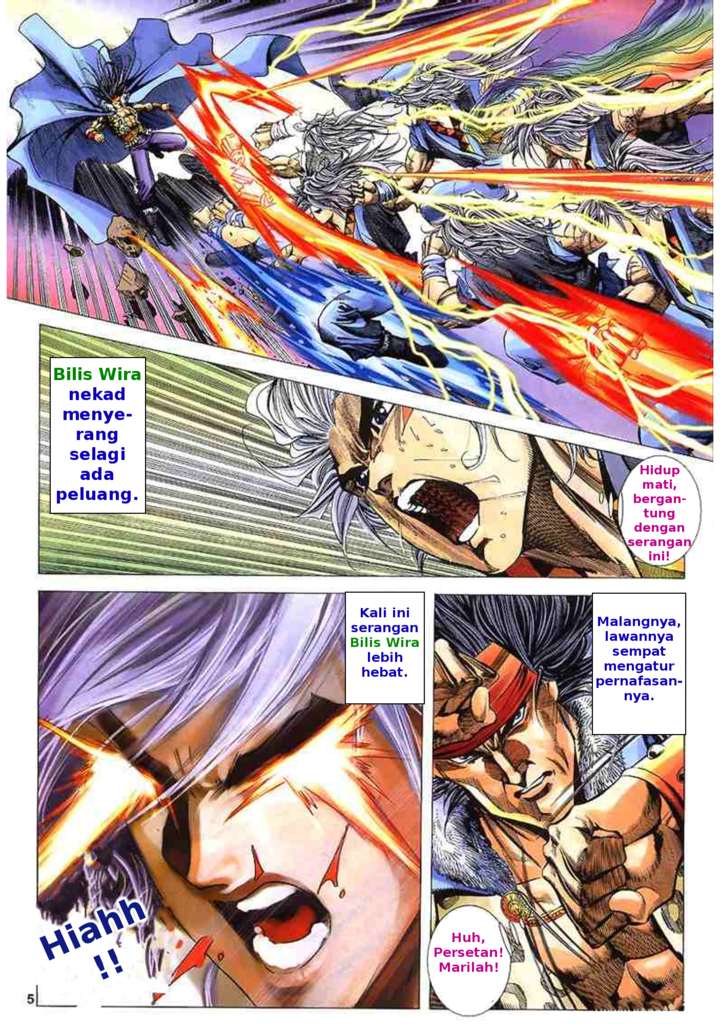 Bilis Wira
nekad
menye-
rang
selagi
ada
peluang.
Hidup
mati,
bergan-
tung
dengan
serangan
ini!
Kali ini
serangan
Bilis Wira
lebih
hebat.
Malangnya,
lawannya
sempat
mengatur
pernafasan-
nya.
Hiahh
!!
Huh,
Persetan!
Marilah!
5